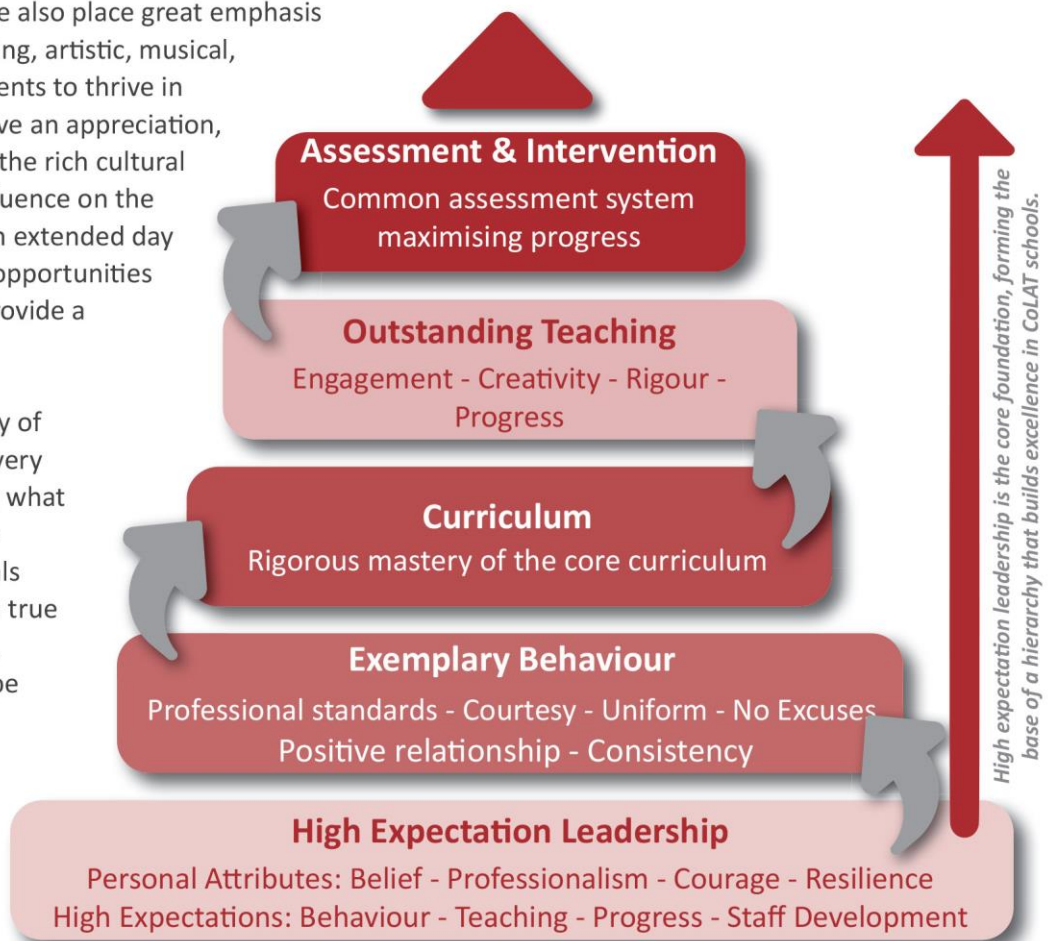 e also place great emphasis
ng, artistic, musical,
ents to thrive in
ve an appreciation,
the rich cultural
uence on the
n extended day
opportunities
rovide a
y of
very
what
ls
true
be
Assessment & Intervention
Common assessment system
maximising progress
Outstanding Teaching
Engagement - Creativity - Rigour -
Progress
Curriculum
Rigorous mastery of the core curriculum
Exemplary Behaviour
Professional standards - Courtesy - Uniform - No Excuses
Positive relationship - Consistency
High Expectation Leadership
Personal Attributes: Belief - Professionalism - Courage - Resilience
High Expectations: Behaviour - Teaching - Progress - Staff Development
High expectation leadership is the core foundation, forming the
base of a hierarchy that builds excellence in CoLAT schools.